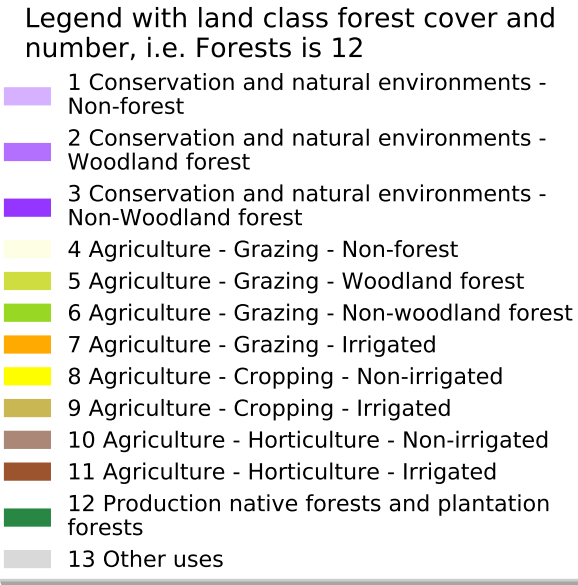 Legend with land class forest cover and
number, i.e. Forests is 12
1 Conservation and natural environments -
Non-forest
2 Conservation and natural environments -
Woodland forest
3 Conservation and natural environments -
Non-Woodland forest
4 Agriculture - Grazing - Non-forest
5 Agriculture - Grazing - Woodland forest
6 Agriculture - Grazing - Non-woodland forest
7 Agriculture - Grazing - Irrigated
8 Agriculture - Cropping - Non-irrigated
9 Agriculture - Cropping - Irrigated
10 Agriculture - Horticulture - Non-irrigated
11 Agriculture - Horticulture - Irrigated
12 Production native forests and plantation
forests
13 Other uses